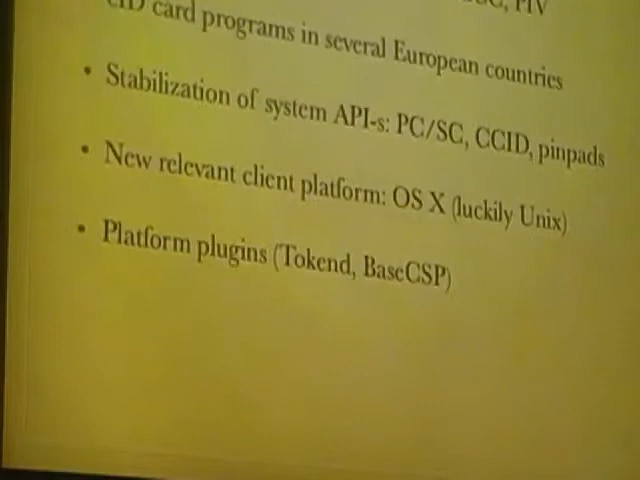 PIV
card programs in several European countries
• Stabilization of system API-s: PC/SC, CCID, pinpads
• New relevant client platform: OS X (luckily Unix)
• Platform plugins (Tokend, BaseCSP)